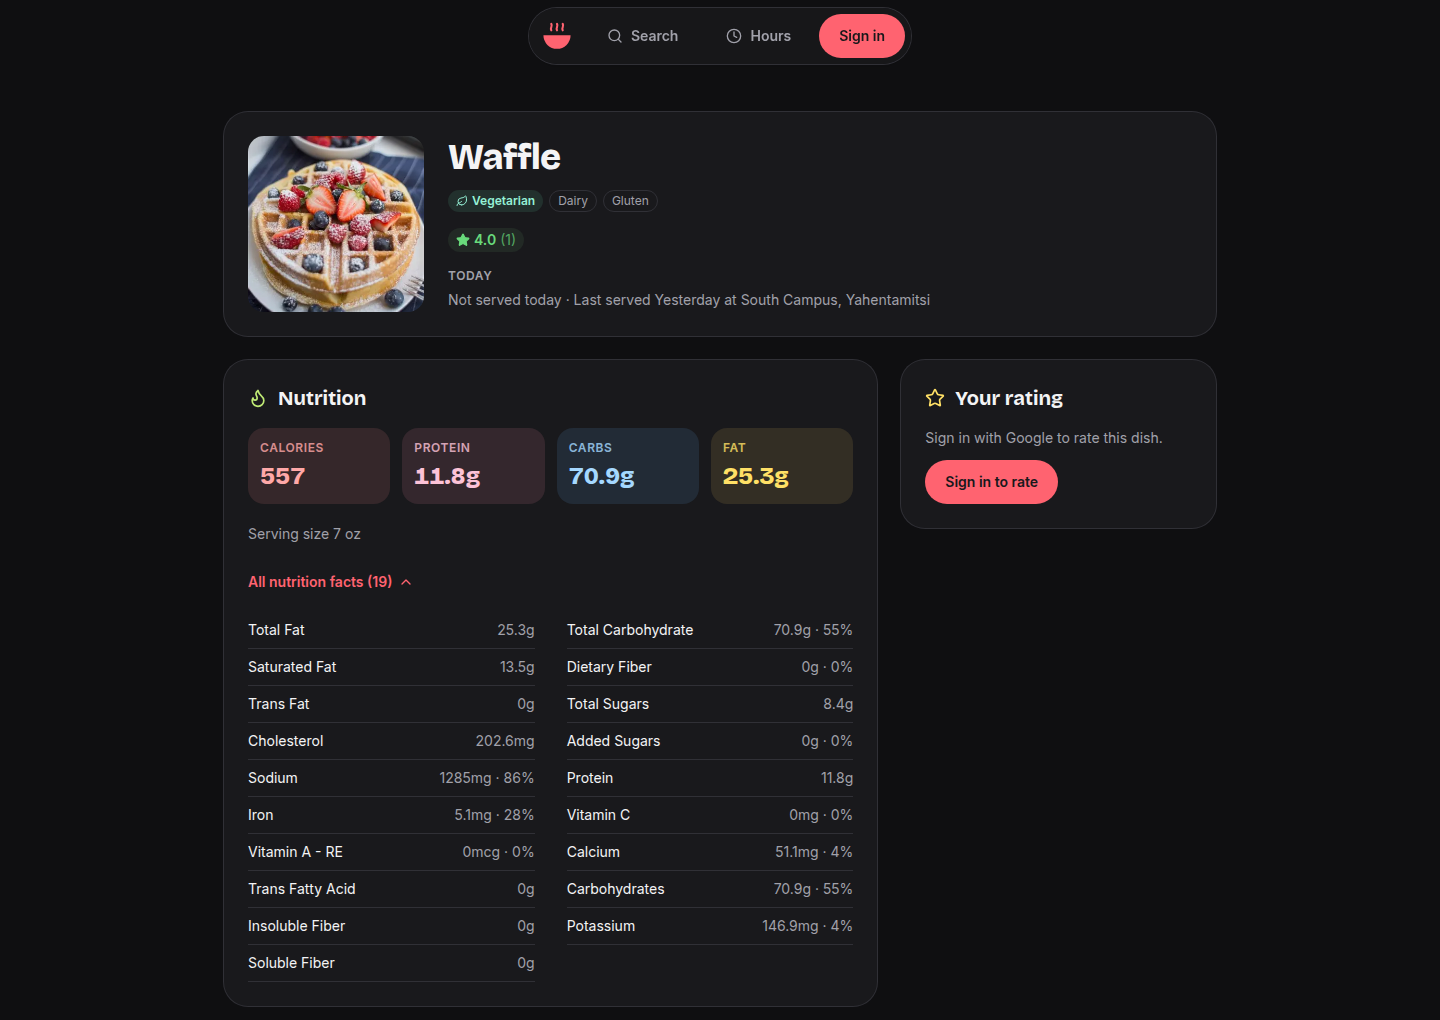 Search
Hours
Sign in
Waffle
Vegetarian
Dairy
Gluten
4.0 (1)
TODAY
Not served today · Last served Yesterday at South Campus, Yahentamitsi
Nutrition
CALORIES
557
PROTEIN
11.8g
CARBS
70.9g
FAT
25.3g
Serving size 7 oz
All nutrition facts (19)
Total Fat 25.3g
Saturated Fat 13.5g
Trans Fat 0g
Cholesterol 202.6mg
Sodium 1285mg · 86%
Iron 5.1mg · 28%
Vitamin A - RE 0mcg · 0%
Trans Fatty Acid 0g
Insoluble Fiber 0g
Soluble Fiber 0g
Total Carbohydrate 70.9g · 55%
Dietary Fiber 0g · 0%
Total Sugars 8.4g
Added Sugars 0g · 0%
Protein 11.8g
Vitamin C 0mg · 0%
Calcium 51.1mg · 4%
Carbohydrates 70.9g · 55%
Potassium 146.9mg · 4%
Your rating
Sign in with Google to rate this dish.
Sign in to rate